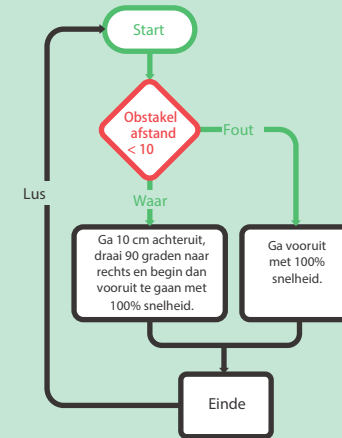 Start
Obstakel
afstand
< 10
Fout
Waar
Lus
Ga 10 cm achteruit,
draai 90 graden naar
rechts en begin dan
vooruit te gaan met
100% snelheid.
Ga vooruit
met 100%
snelheid.
Einde